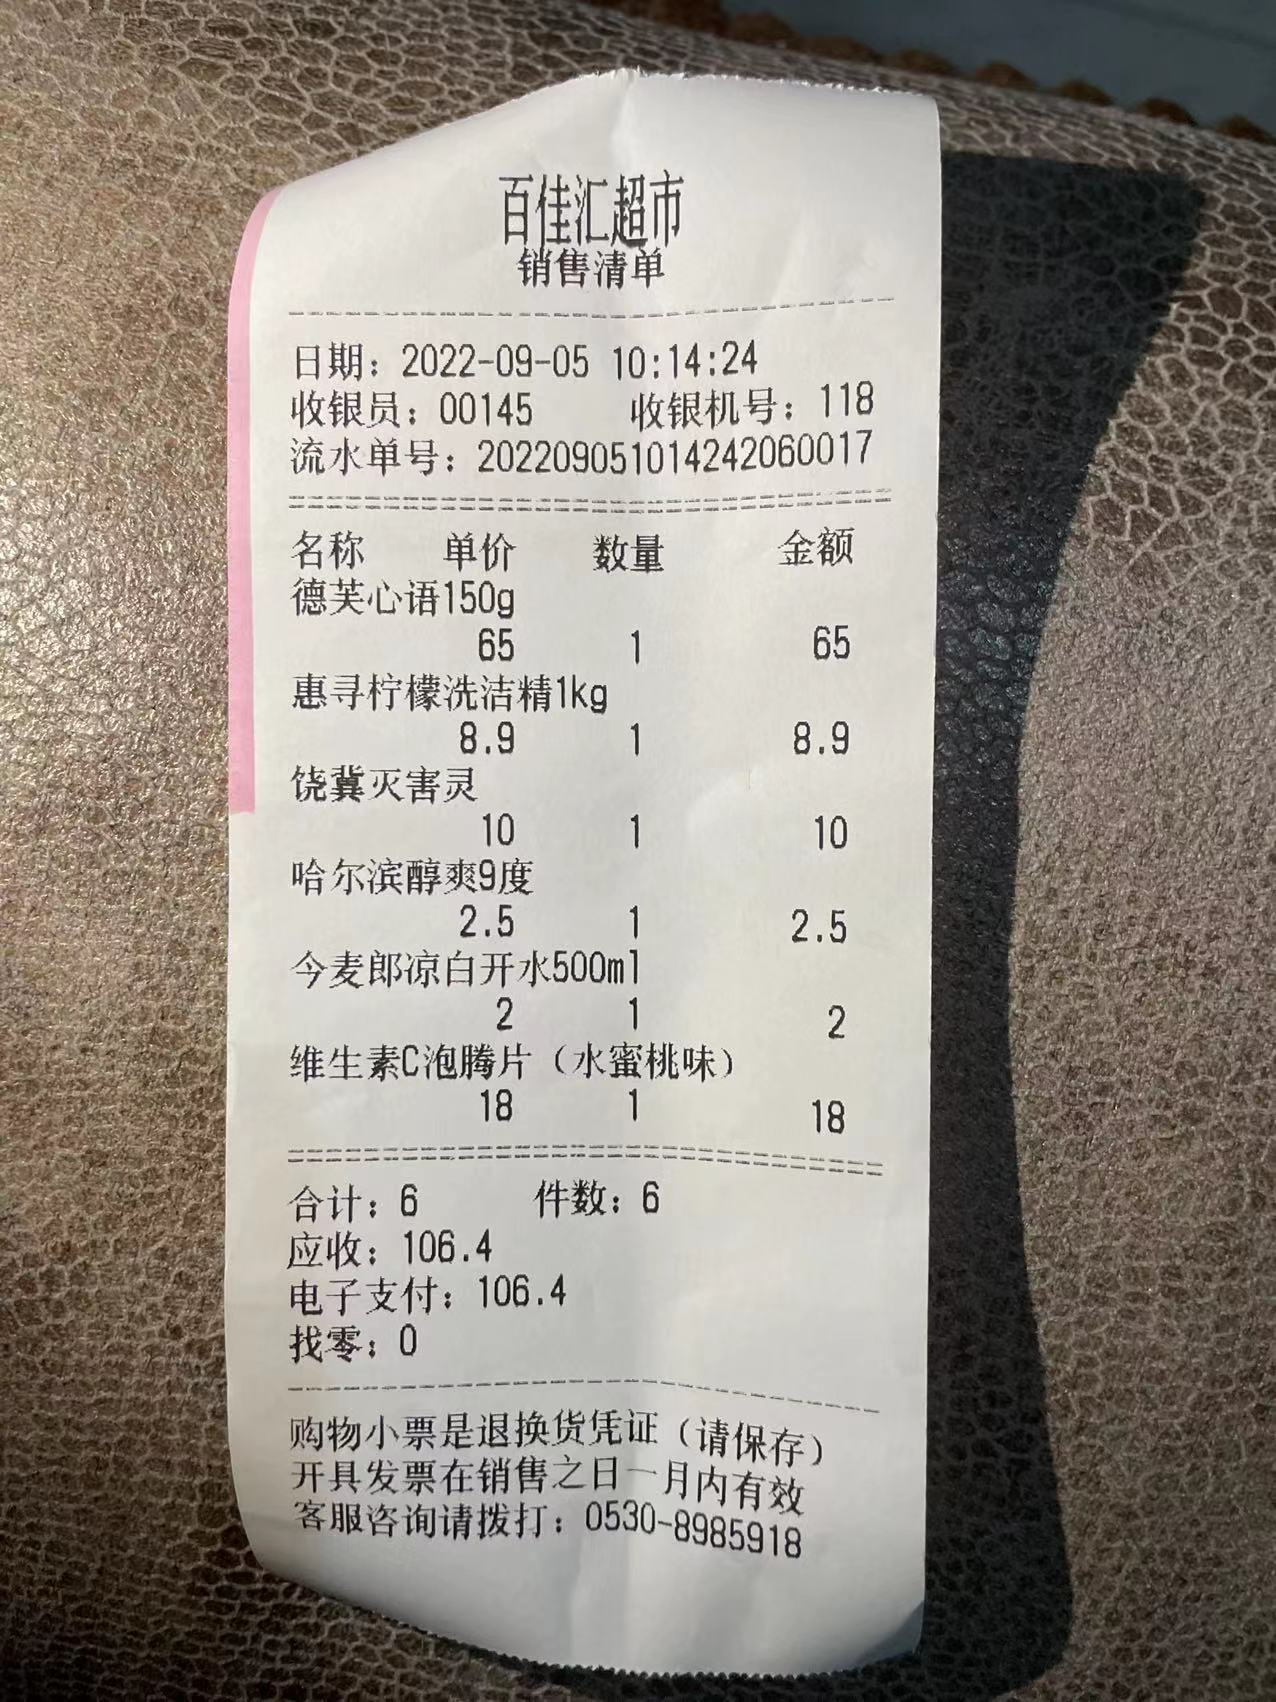 百佳汇超市
销售清单
日期：2022-09-05 10:14:24
收银员：00145 收银机号：118
流水单号：202209051014242060017
名称 单价 数量 金额
德芙心语150g
65 1 65
惠寻柠檬洗洁精1kg
8.9 1 8.9
饶冀灭害灵
10 1 10
哈尔滨醇爽9度
2.5 1 2.5
今麦郎凉白开水500ml
2 1 2
维生素C泡腾片（水蜜桃味）
18 1 18
合计：6 件数：6
应收：106.4
电子支付：106.4
找零：0
购物小票是退换货凭证（请保存）
开具发票在销售之日一月内有效
客服咨询请拨打：0530-8985918